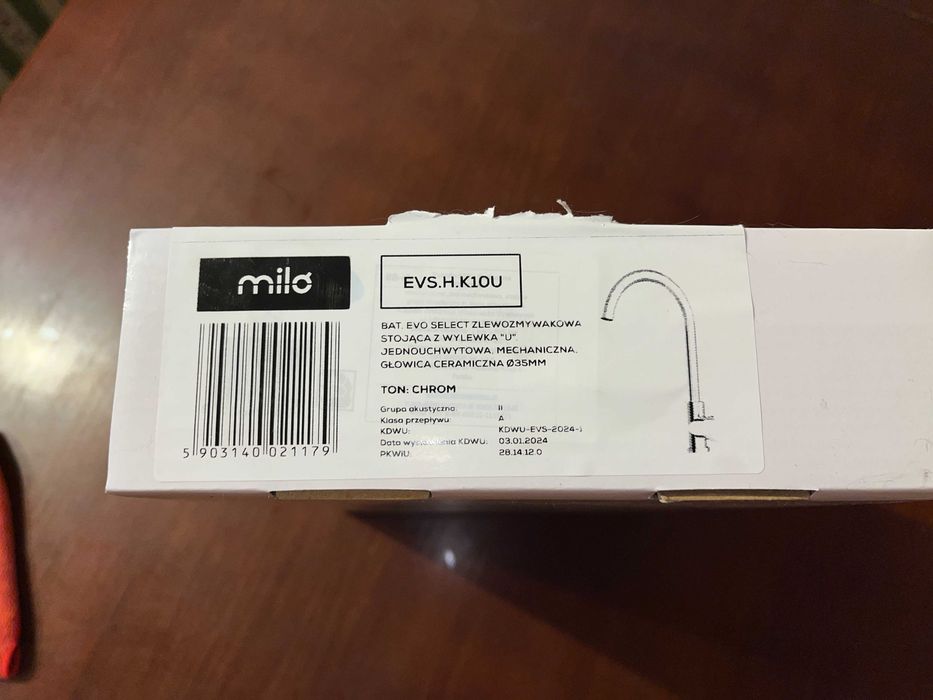 milo
EVS.H.K10U
BAT. EVO SELECT ZLEWOZMYWAKOWA
STOJĄCA Z WYLEWKA "U".
JEDNOUCHWYTOWA, MECHANICZNA,
GŁOWICA CERAMICZNA Ø35MM
TON: CHROM
Grupa akustyczna: II
Klasa przepływu: A
KDWU: KDWU-EVS-2024-1
Data wystawienia KDWU: 03.01.2024
PKWiU: 28.14.12.0
5 903140 021179